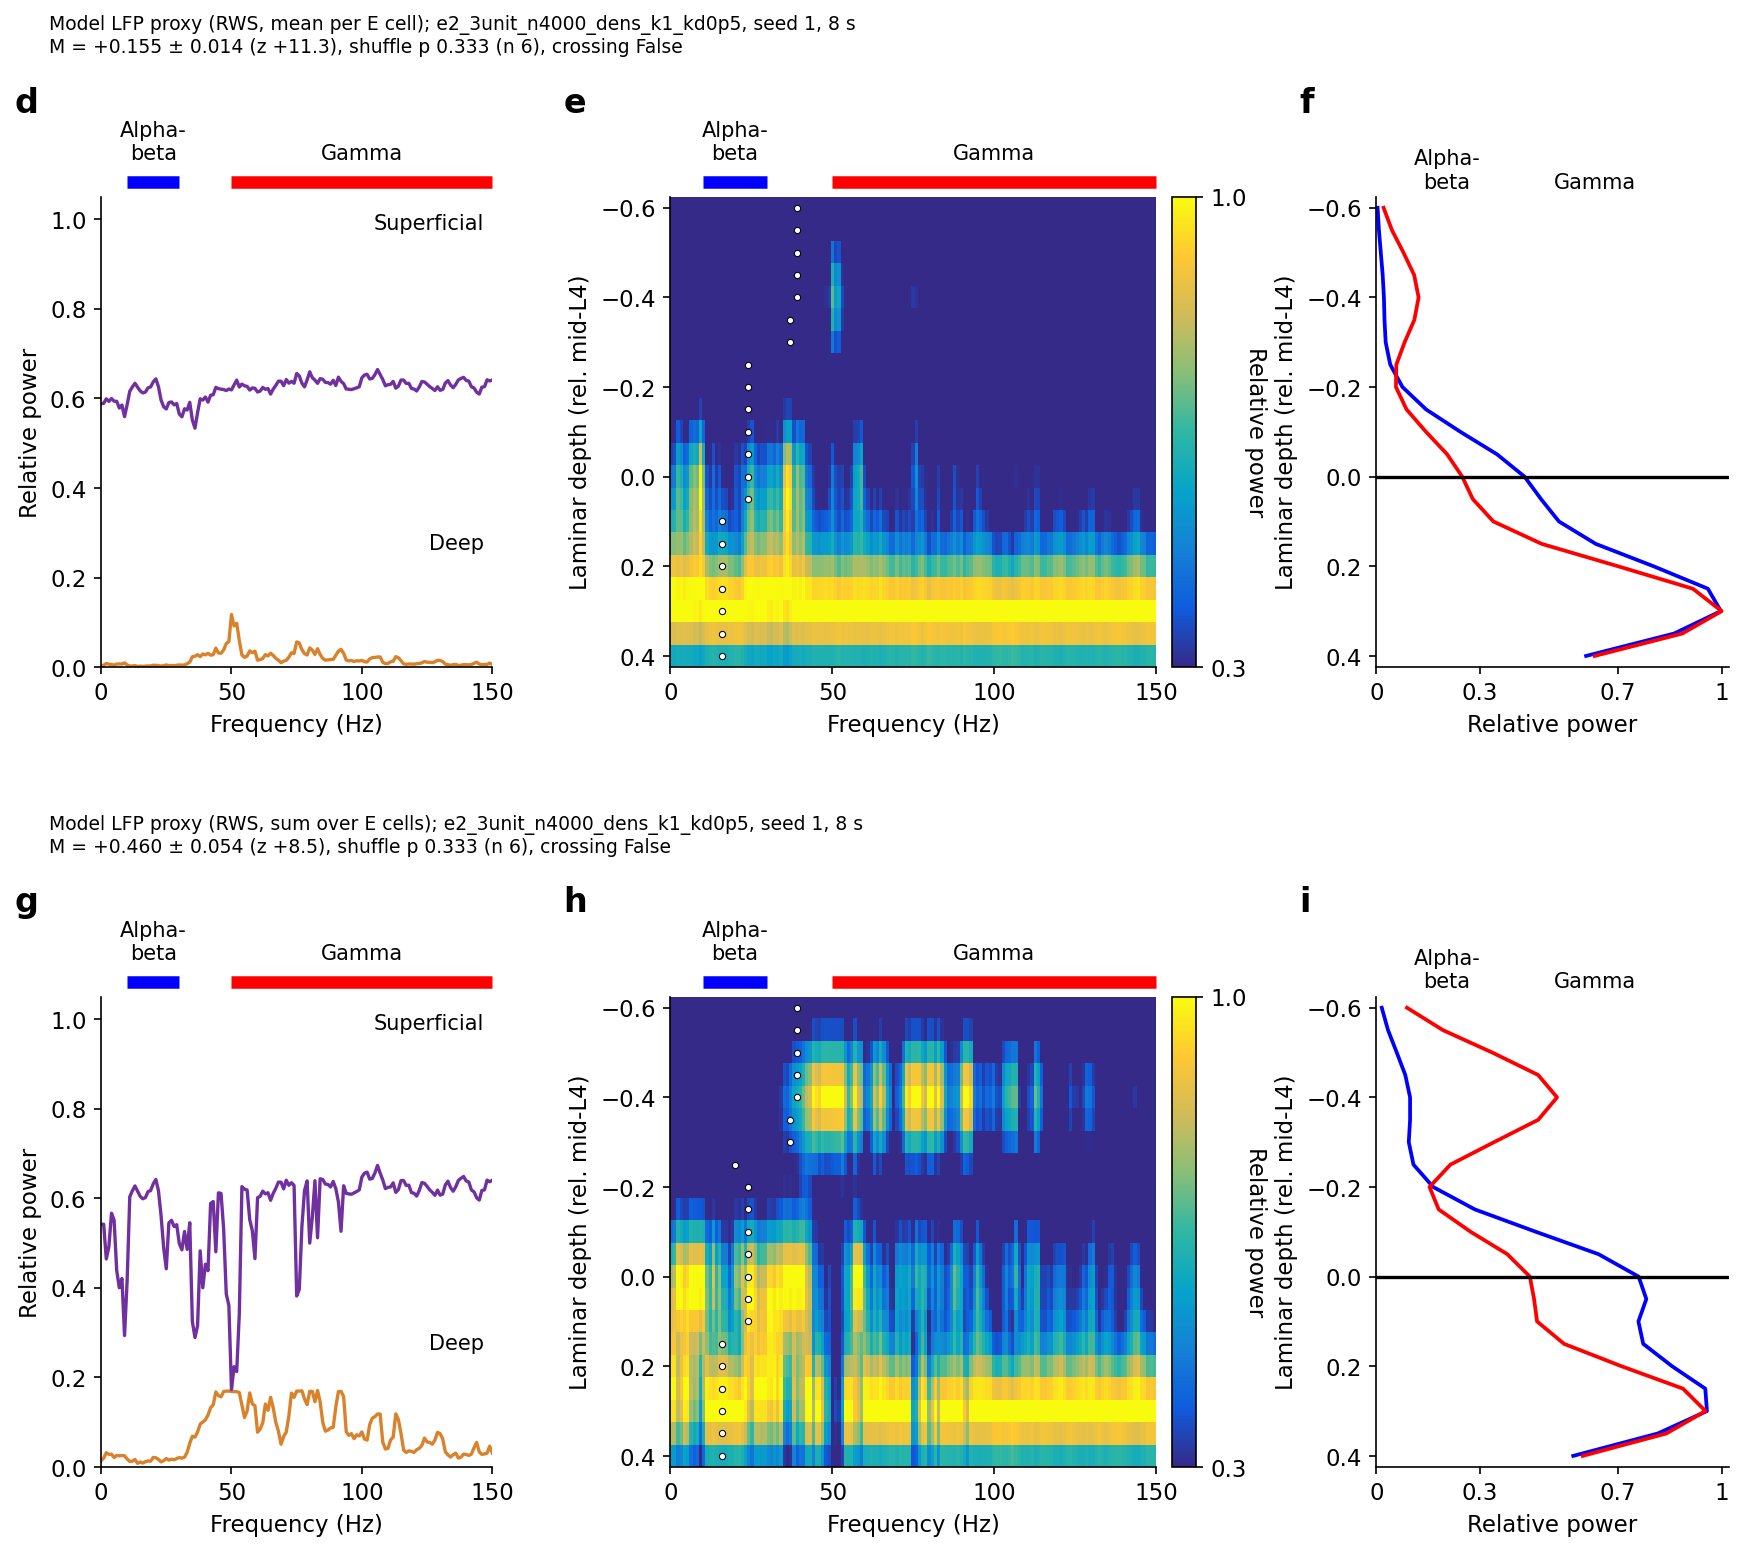 Model LFP proxy (RWS, mean per E cell); e2_3unit_n4000_dens_k1_kd0p5, seed 1, 8 s
M = +0.155 ± 0.014 (z +11.3), shuffle p 0.333 (n 6), crossing False
d
Alpha-
beta
Gamma
Superficial
Deep
Relative power
1.0
0.8
0.6
0.4
0.2
0.0
0
50
100
150
Frequency (Hz)
e
Alpha-
beta
Gamma
Laminar depth (rel. mid-L4)
−0.6
−0.4
−0.2
0.0
0.2
0.4
0
50
100
150
Frequency (Hz)
1.0
0.3
Relative power
f
Alpha-
beta
Gamma
Laminar depth (rel. mid-L4)
−0.6
−0.4
−0.2
0.0
0.2
0.4
0
0.3
0.7
1
Relative power
Model LFP proxy (RWS, sum over E cells); e2_3unit_n4000_dens_k1_kd0p5, seed 1, 8 s
M = +0.460 ± 0.054 (z +8.5), shuffle p 0.333 (n 6), crossing False
g
Alpha-
beta
Gamma
Superficial
Deep
Relative power
1.0
0.8
0.6
0.4
0.2
0.0
0
50
100
150
Frequency (Hz)
h
Alpha-
beta
Gamma
Laminar depth (rel. mid-L4)
−0.6
−0.4
−0.2
0.0
0.2
0.4
0
50
100
150
Frequency (Hz)
1.0
0.3
Relative power
i
Alpha-
beta
Gamma
Laminar depth (rel. mid-L4)
−0.6
−0.4
−0.2
0.0
0.2
0.4
0
0.3
0.7
1
Relative power